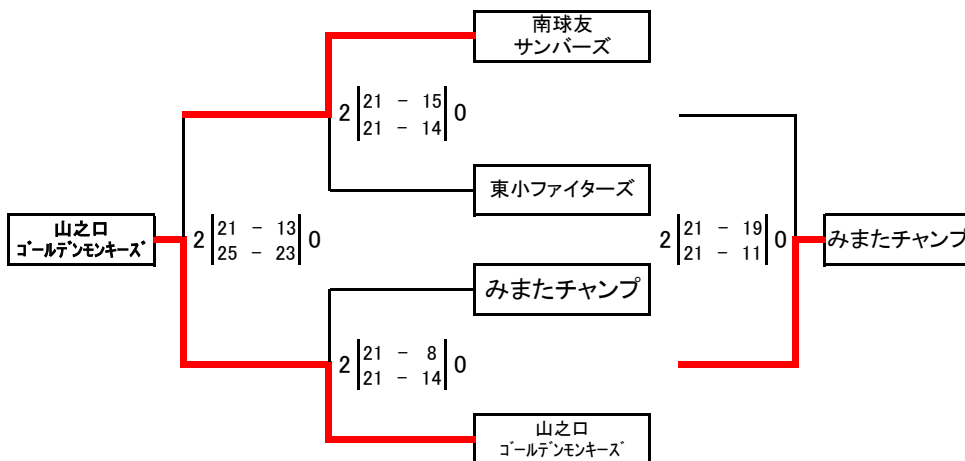 南球友
サンバーズ
2 21 - 15 0
21 - 14
東小ファイターズ
山之口
ｺﾞールデンモンキーズ
2 21 - 13 0
25 - 23
2 21 - 19 0
21 - 11
みまたチャンプ
みまたチャンプ
2 21 - 8 0
21 - 14
山之口
ｺﾞールデンモンキーズ